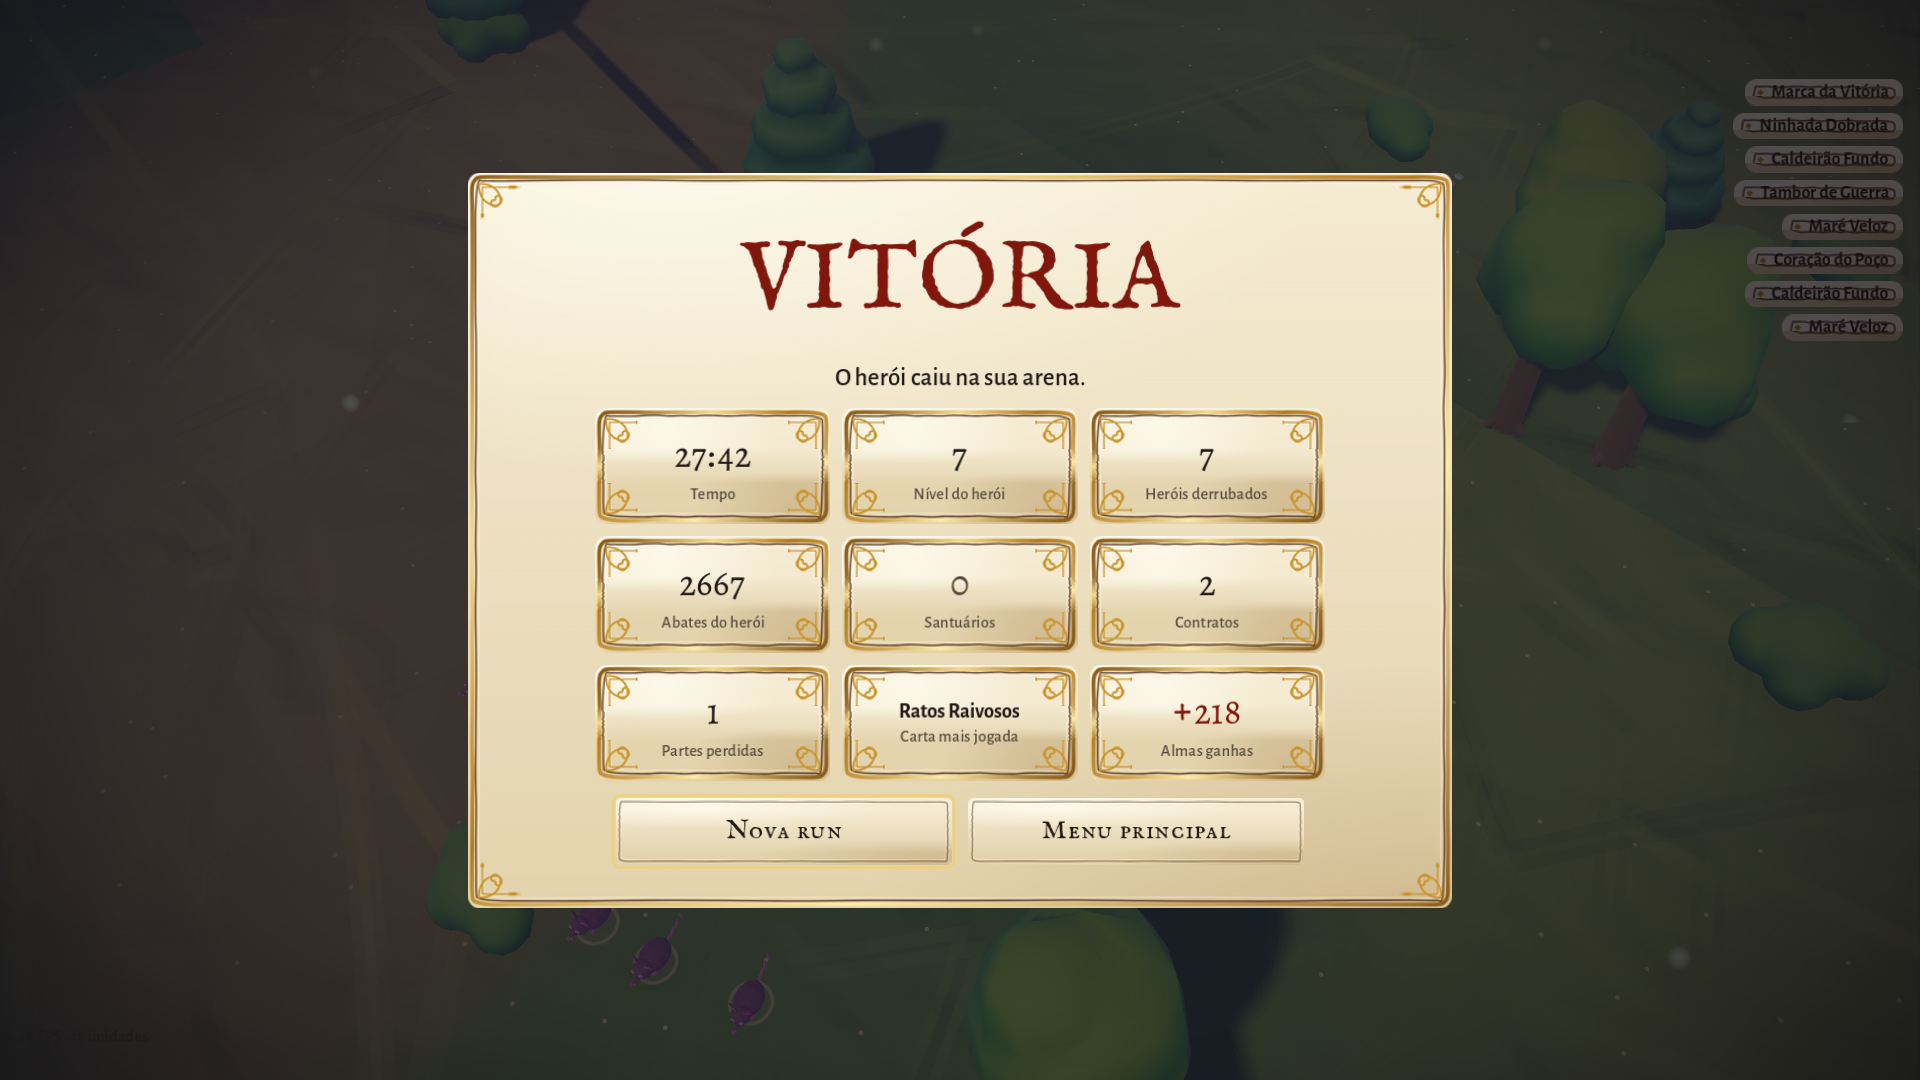 Marca da Vitória
Ninhada Dobrada
Caldeirão Fundo
Tambor de Guerra
Maré Veloz
Coração do Poço
Caldeirão Fundo
Maré Veloz
VITÓRIA
O herói caiu na sua arena.
27:42
Tempo
7
Nível do herói
7
Heróis derrubados
2667
Abates do herói
0
Santuários
2
Contratos
1
Partes perdidas
Ratos Raivosos
Carta mais jogada
+218
Almas ganhas
Nova run
Menu principal
unidades